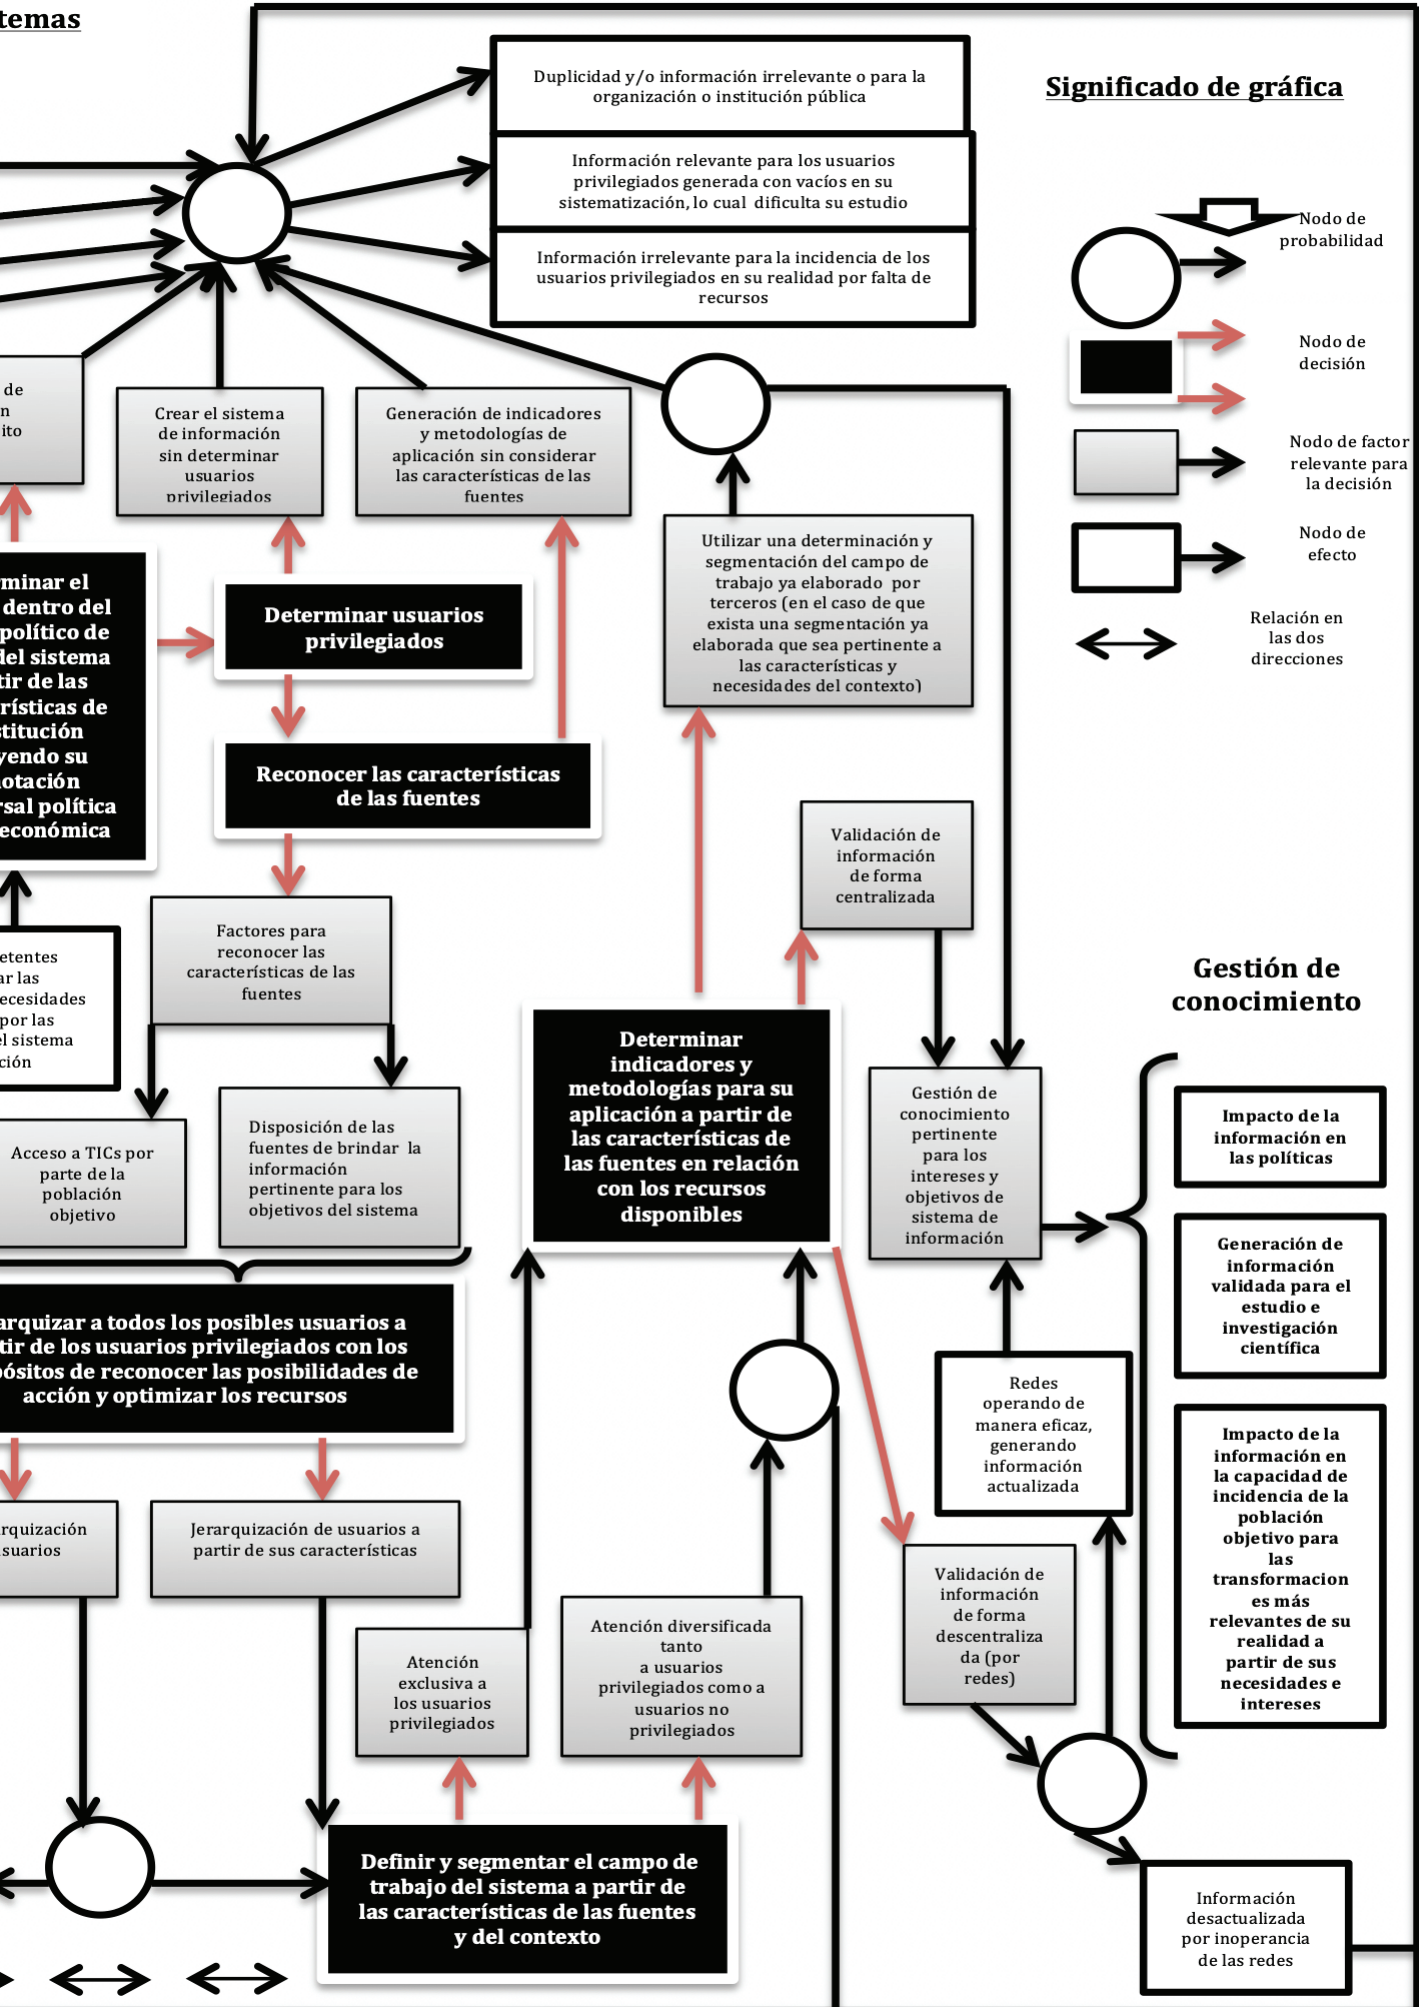 temas
Significado de gráfica
Duplicidad y/o información irrelevante o para la
organización o institución pública
Información relevante para los usuarios
privilegiados generada con vacíos en su
sistematización, lo cual dificulta su estudio
Información irrelevante para la incidencia de los
usuarios privilegiados en su realidad por falta de
recursos
Nodo de
probabilidad
Nodo de
decisión
Nodo de factor
relevante para
la decisión
Nodo de
efecto
Relación en
las dos
direcciones
de
n
ito
Crear el sistema
de información
sin determinar
usuarios
privilegiados
Generación de indicadores
y metodologías de
aplicación sin considerar
las características de las
fuentes
Utilizar una determinación y
segmentación del campo de
trabajo ya elaborado por
terceros (en el caso de que
exista una segmentación ya
elaborada que sea pertinente a
las características y
necesidades del contexto)
rminar el
dentro del
político de
del sistema
tir de las
rísticas de
stitución
yendo su
notación
rsal política
económica
Determinar usuarios
privilegiados
Reconocer las características
de las fuentes
Validación de
información
de forma
centralizada
Factores para
reconocer las
características de las
fuentes
etentes
ar las
ecesidades
por las
el sistema
ción
Gestión de
conocimiento
Determinar
indicadores y
metodologías para su
aplicación a partir de
las características de
las fuentes en relación
con los recursos
disponibles
Gestión de
conocimiento
pertinente
para los
intereses y
objetivos de
sistema de
información
Acceso a TICs por
parte de la
población
objetivo
Disposición de las
fuentes de brindar la
información
pertinente para los
objetivos del sistema
Impacto de la
información en
las políticas
Generación de
información
validada para el
estudio e
investigación
científica
Impacto de la
información en
la capacidad de
incidencia de la
población
objetivo para
las
transformacion
es más
relevantes de su
realidad a
partir de sus
necesidades e
intereses
arquizar a todos los posibles usuarios a
tir de los usuarios privilegiados con los
pósitos de reconocer las posibilidades de
acción y optimizar los recursos
Redes
operando de
manera eficaz,
generando
información
actualizada
rquización
suarios
Jerarquización de usuarios a
partir de sus características
Validación de
información
de forma
descentraliza
da (por
redes)
Atención
exclusiva a
los usuarios
privilegiados
Atención diversificada
tanto
a usuarios
privilegiados como a
usuarios no
privilegiados
Definir y segmentar el campo de
trabajo del sistema a partir de
las características de las fuentes
y del contexto
Información
desactualizada
por inoperancia
de las redes